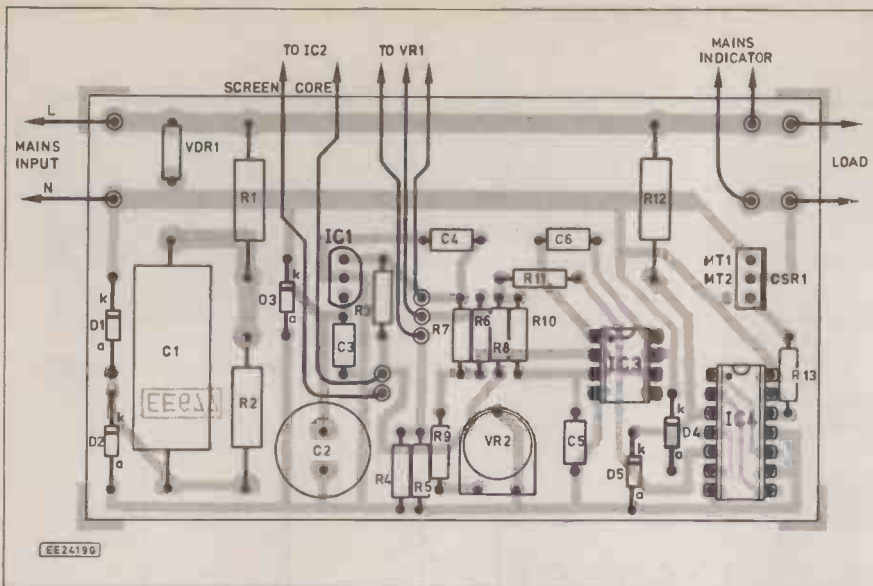 TO IC2
TO VR1
MAINS
INDICATOR
SCREEN
CORE
L
MAINS
INPUT
N
LOAD
VDR1
R1
R12
IC1
C4
C6
MT1
MT2
CSR1
R11
k
D3
a
R3
k
D1
a
C1
C3
R7
R6
R8
R10
IC3
R13
EE979
R2
k
D2
a
C2
R9
R4
R5
VR2
C5
k
D4
a
k
D5
a
IC4
EE2419G